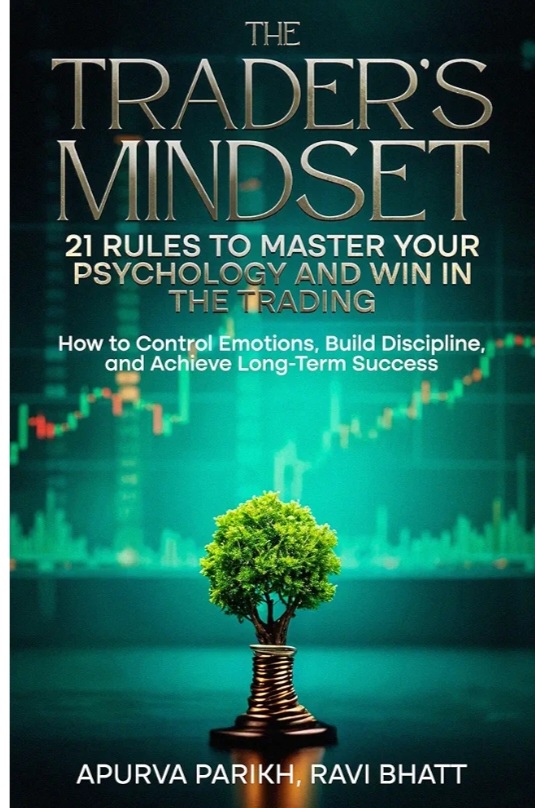 THE
TRADER'S
MINDSET
21 RULES TO MASTER YOUR
PSYCHOLOGY AND WIN IN
THE TRADING
How to Control Emotions, Build Discipline,
and Achieve Long-Term Success
APURVA PARIKH, RAVI BHATT